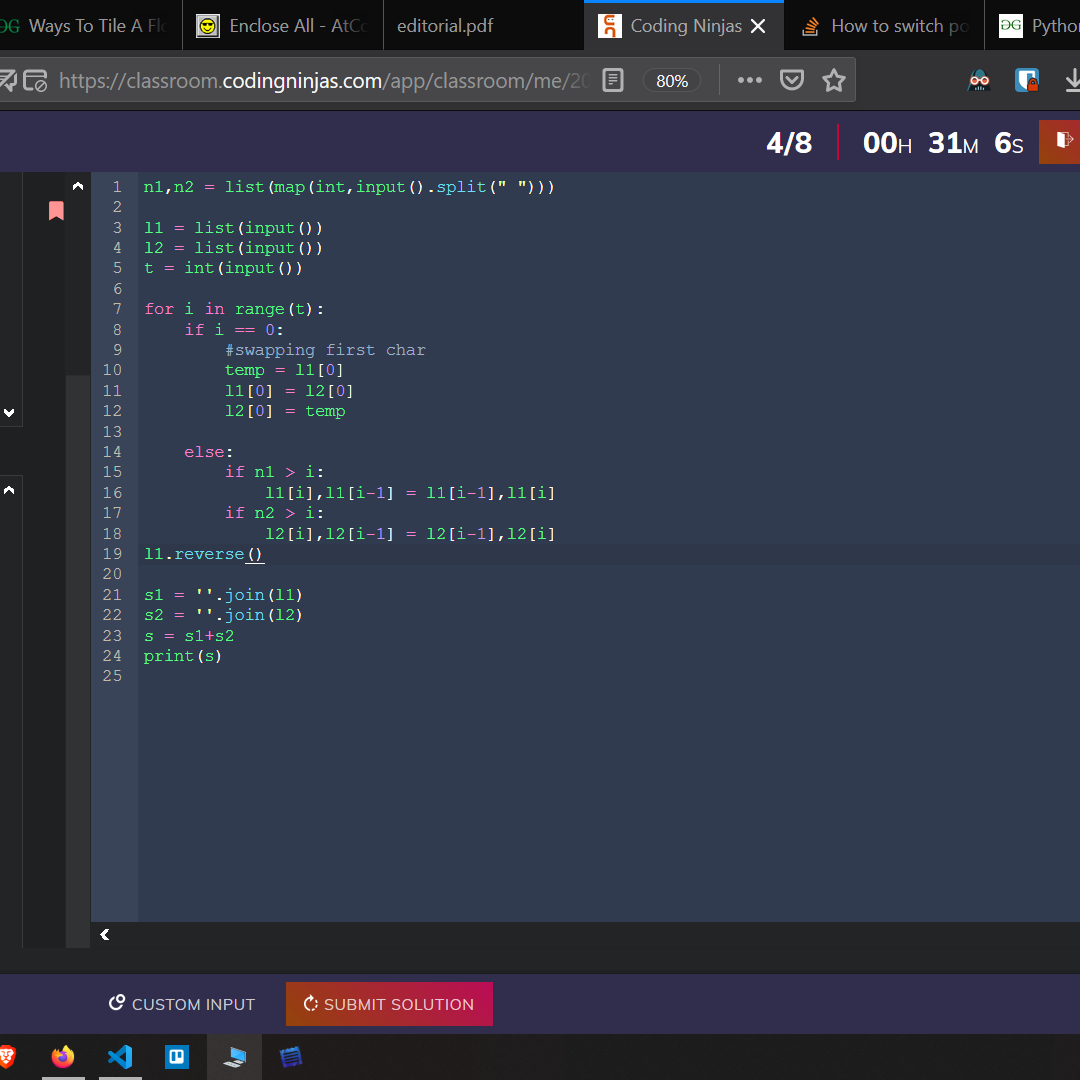 Ways To Tile A Flo
Enclose All - AtCo
editorial.pdf
Coding Ninjas
How to switch po
Python
https://classroom.codingninjas.com/app/classroom/me/20
80%
4/8
00H 31M 6S
1 n1,n2 = list(map(int,input().split(" ")))
2
3 l1 = list(input())
4 l2 = list(input())
5 t = int(input())
6
7 for i in range(t):
8     if i == 0:
9         #swapping first char
10         temp = l1[0]
11         l1[0] = l2[0]
12         l2[0] = temp
13
14     else:
15         if n1 > i:
16             l1[i],l1[i-1] = l1[i-1],l1[i]
17         if n2 > i:
18             l2[i],l2[i-1] = l2[i-1],l2[i]
19 l1.reverse()
20
21 s1 = ''.join(l1)
22 s2 = ''.join(l2)
23 s = s1+s2
24 print(s)
25
CUSTOM INPUT
SUBMIT SOLUTION